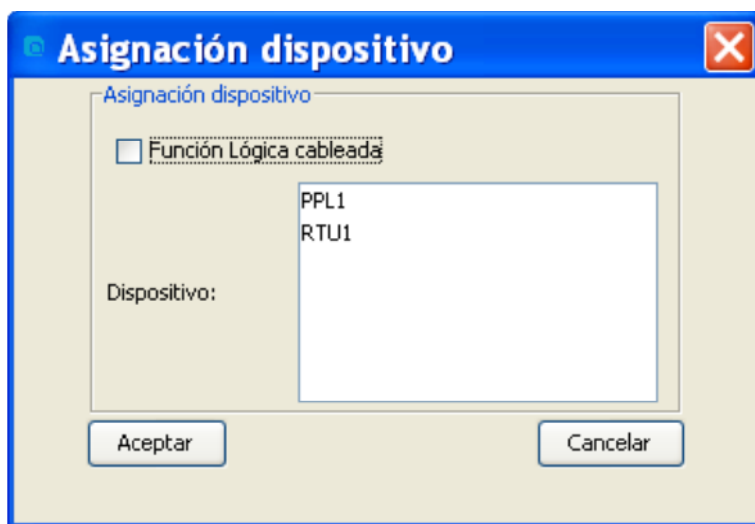 Asignación dispositivo
Asignación dispositivo
Función Lógica cableada
PPL1
RTU1
Dispositivo:
Aceptar
Cancelar